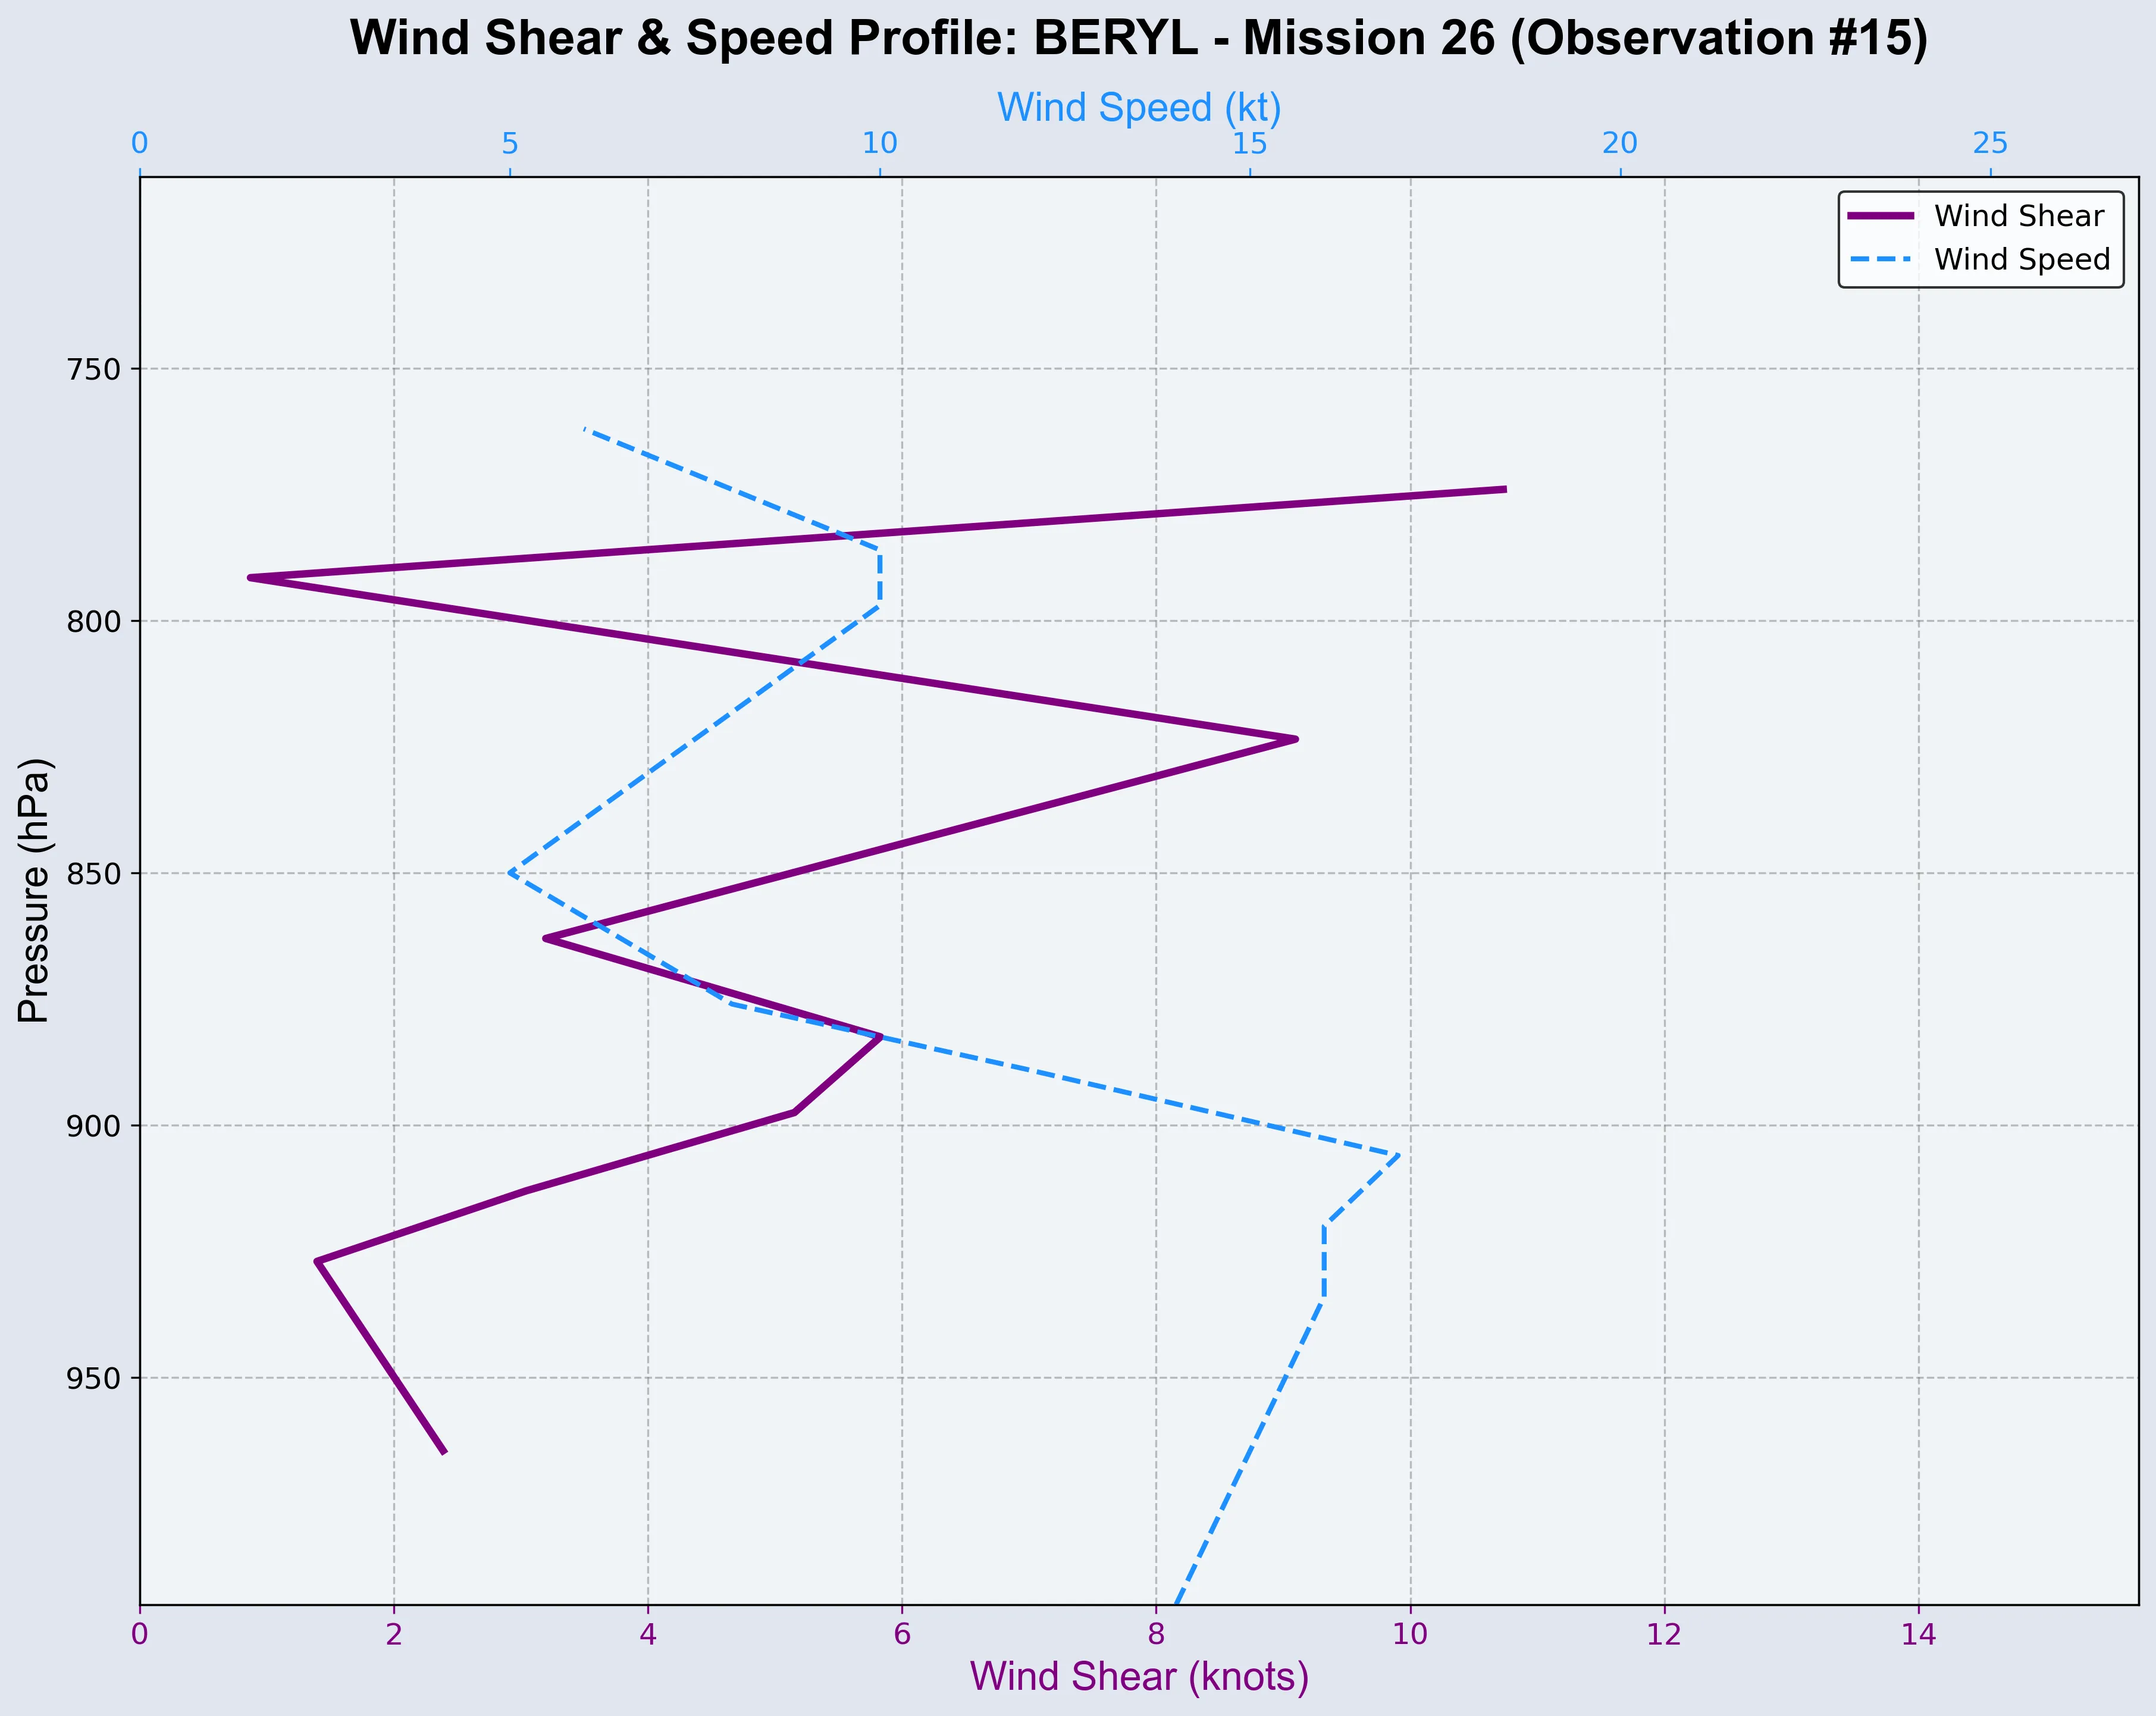 Wind Shear & Speed Profile: BERYL - Mission 26 (Observation #15)
Wind Speed (kt)
0 5 10 15 20 25
Wind Shear
Wind Speed
750
800
850
900
950
Pressure (hPa)
0 2 4 6 8 10 12 14
Wind Shear (knots)